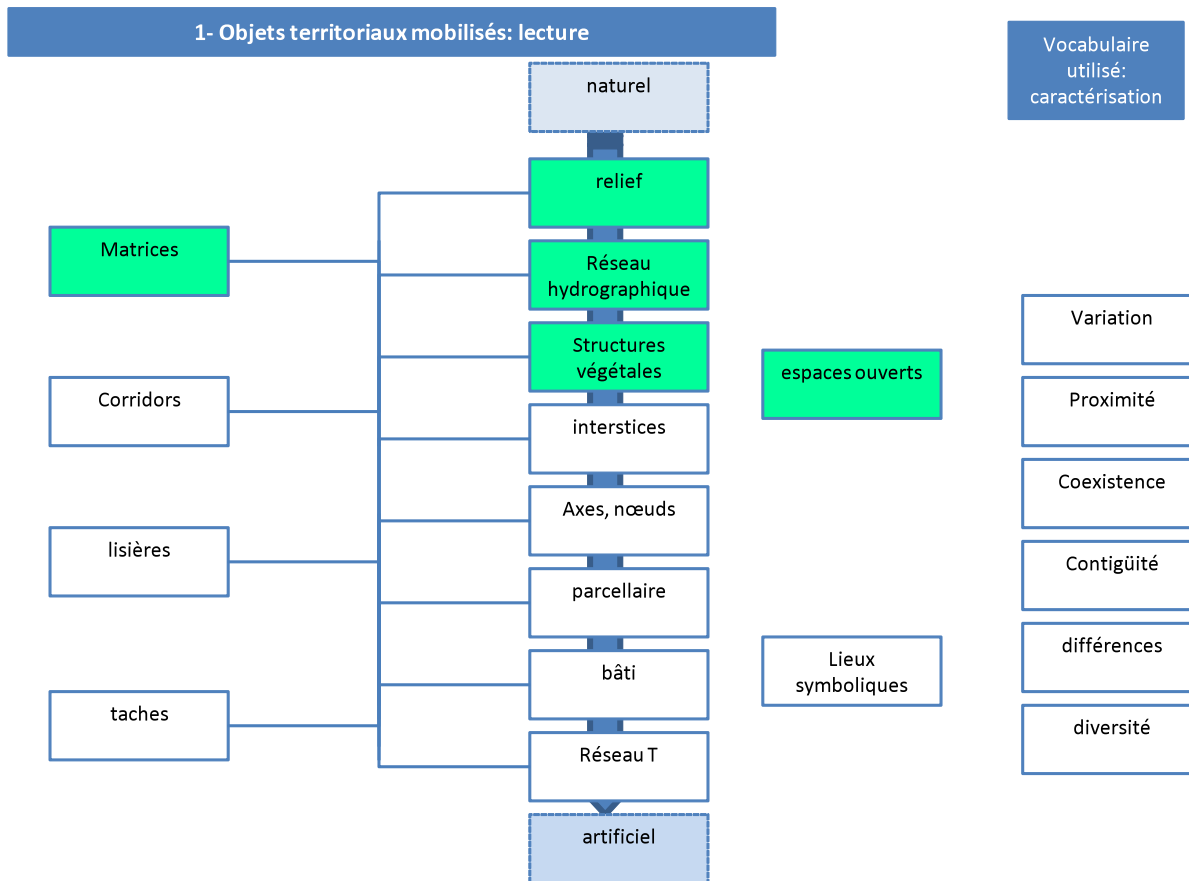 1- Objets territoriaux mobilisés: lecture
Vocabulaire
utilisé:
caractérisation
naturel
relief
Réseau
hydrographique
Structures
végétales
interstices
Axes, nœuds
parcellaire
bâti
Réseau T
artificiel
Matrices
Corridors
lisières
taches
espaces ouverts
Lieux
symboliques
Variation
Proximité
Coexistence
Contigüité
différences
diversité